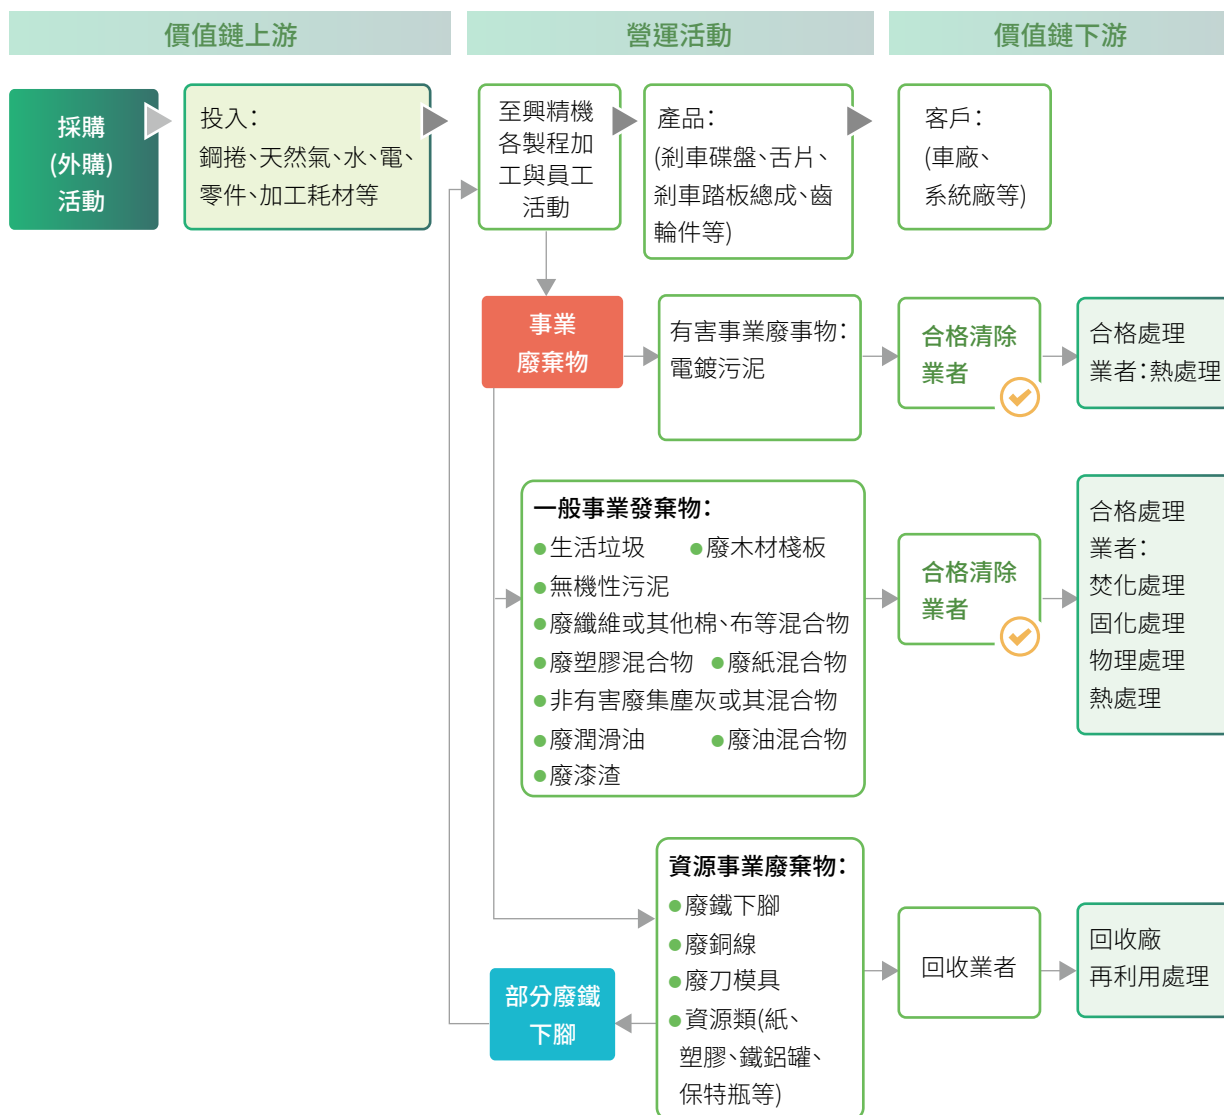 價值鏈上游
營運活動
價值鏈下游
採購
(外購)
活動
投入：
鋼捲、天然氣、水、電、
零件、加工耗材等
至興精機
各製程加
工與員工
活動
產品：
(剎車碟盤、舌片、
剎車踏板總成、齒
輪件等)
客戶：
(車廠、
系統廠等)
事業
廢棄物
有害事業廢事物：
電鍍污泥
合格清除
業者
合格處理
業者：熱處理
一般事業發棄物：
●生活垃圾 ●廢木材棧板
●無機性污泥
●廢纖維或其他棉、布等混合物
●廢塑膠混合物 ●廢紙混合物
●非有害廢集塵灰或其混合物
●廢潤滑油 ●廢油混合物
●廢漆渣
合格清除
業者
合格處理
業者：
焚化處理
固化處理
物理處理
熱處理
資源事業廢棄物：
●廢鐵下腳
●廢銅線
●廢刀模具
●資源類(紙、
塑膠、鐵鋁罐、
保特瓶等)
部分廢鐵
下腳
回收業者
回收廠
再利用處理